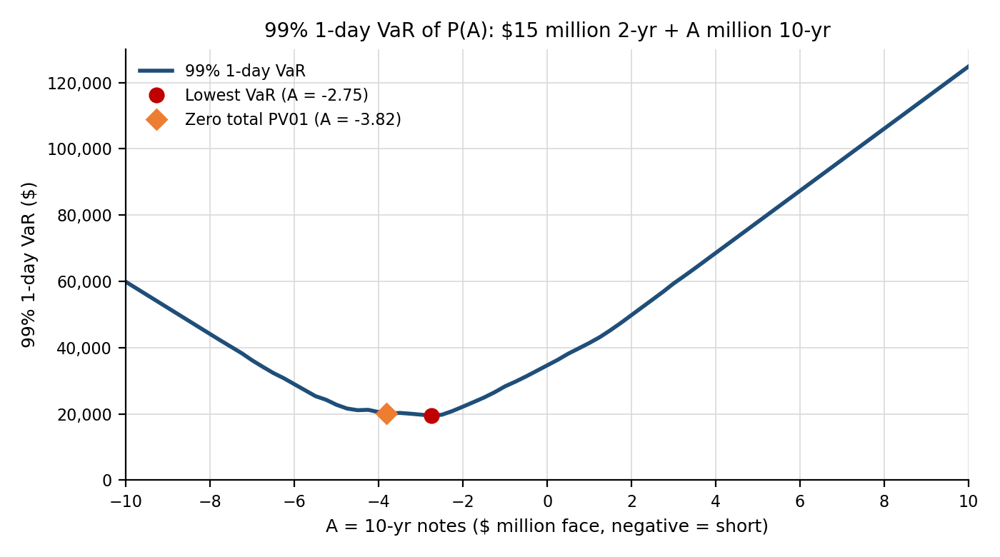 99% 1-day VaR of P(A): $15 million 2-yr + A million 10-yr
99% 1-day VaR
Lowest VaR (A = -2.75)
Zero total PV01 (A = -3.82)
99% 1-day VaR ($)
120,000
100,000
80,000
60,000
40,000
20,000
0
−10 −8 −6 −4 −2 0 2 4 6 8 10
A = 10-yr notes ($ million face, negative = short)